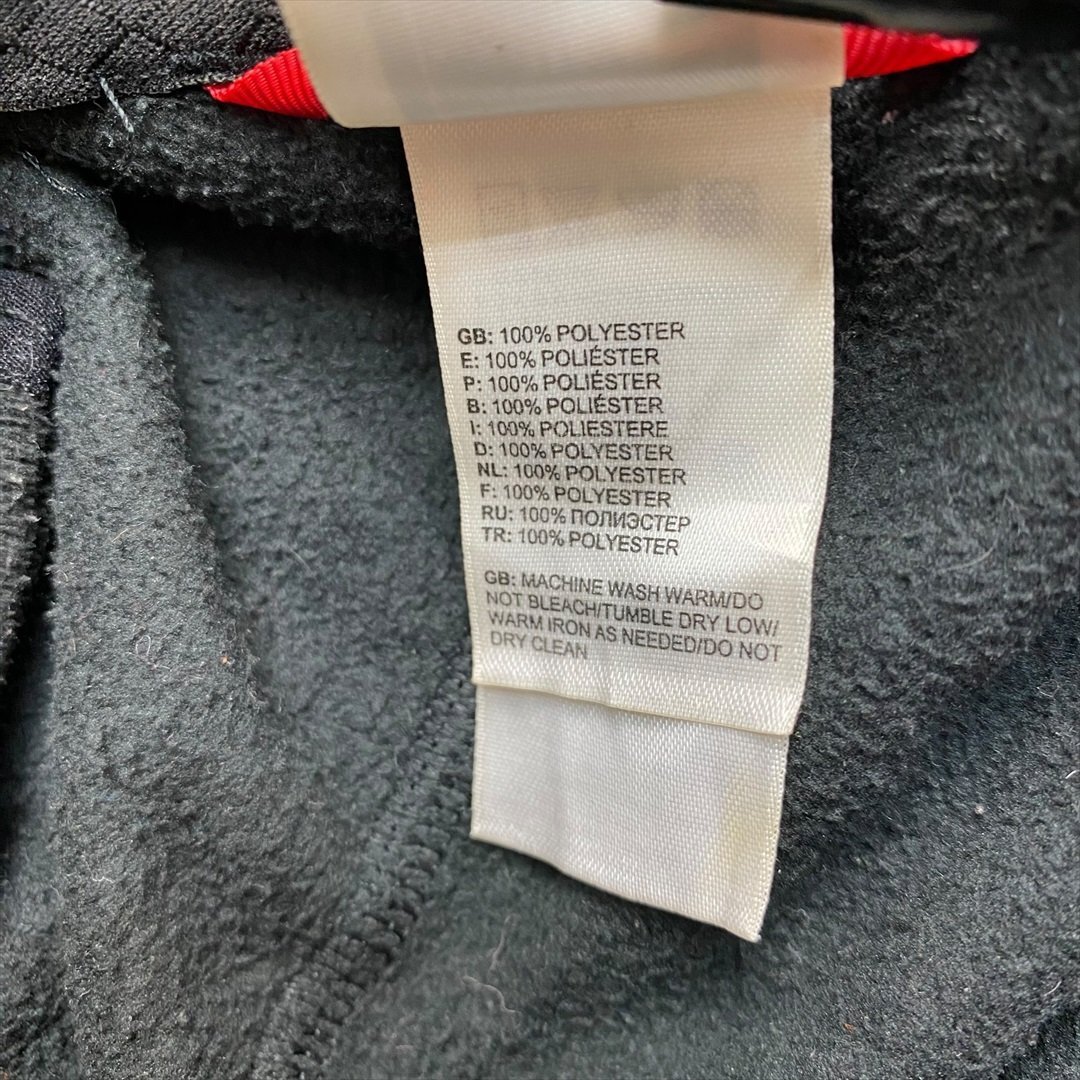 GB: 100% POLYESTER
E: 100% POLIÉSTER
P: 100% POLIÉSTER
B: 100% POLIÉSTER
I: 100% POLIESTERE
D: 100% POLYESTER
NL: 100% POLYESTER
F: 100% POLYESTER
RU: 100% ПОЛИЭСТЕР
TR: 100% POLYESTER
GB: MACHINE WASH WARM/DO
NOT BLEACH/TUMBLE DRY LOW/
WARM IRON AS NEEDED/DO NOT
DRY CLEAN